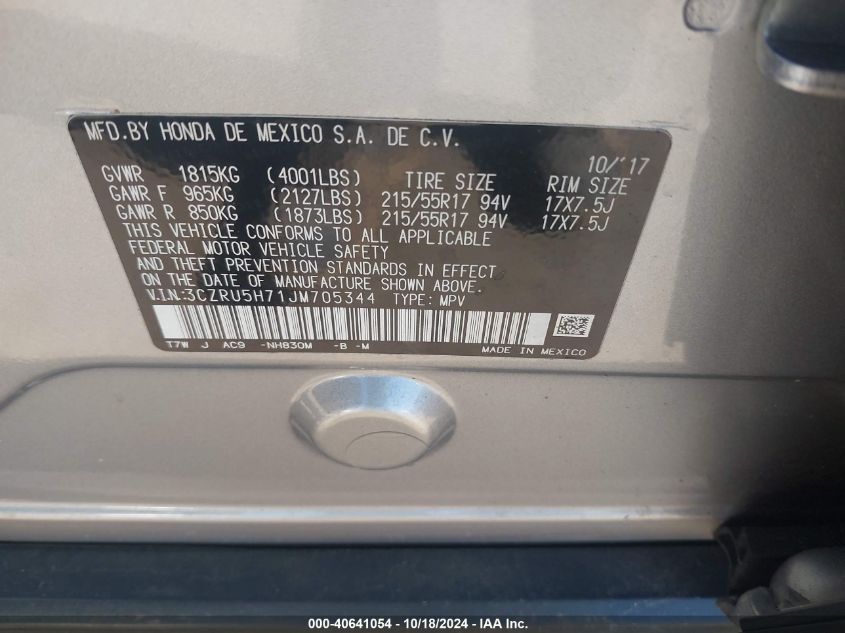 MFD.BY HONDA DE MEXICO S.A. DE C.V.
10/'17
GVWR 1815KG (4001LBS) TIRE SIZE RIM SIZE
GAWR F 965KG (2127LBS) 215/55R17 94V 17X7.5J
GAWR R 850KG (1873LBS) 215/55R17 94V 17X7.5J
THIS VEHICLE CONFORMS TO ALL APPLICABLE
FEDERAL MOTOR VEHICLE SAFETY
AND THEFT PREVENTION STANDARDS IN EFFECT
ON THE DATE OF MANUFACTURE SHOWN ABOVE.
V.I.N:3CZRU5H71JM705344 TYPE: MPV
T7W J AC9 -NH830M -B -M MADE IN MEXICO
000-40641054 - 10/18/2024 - IAA Inc.